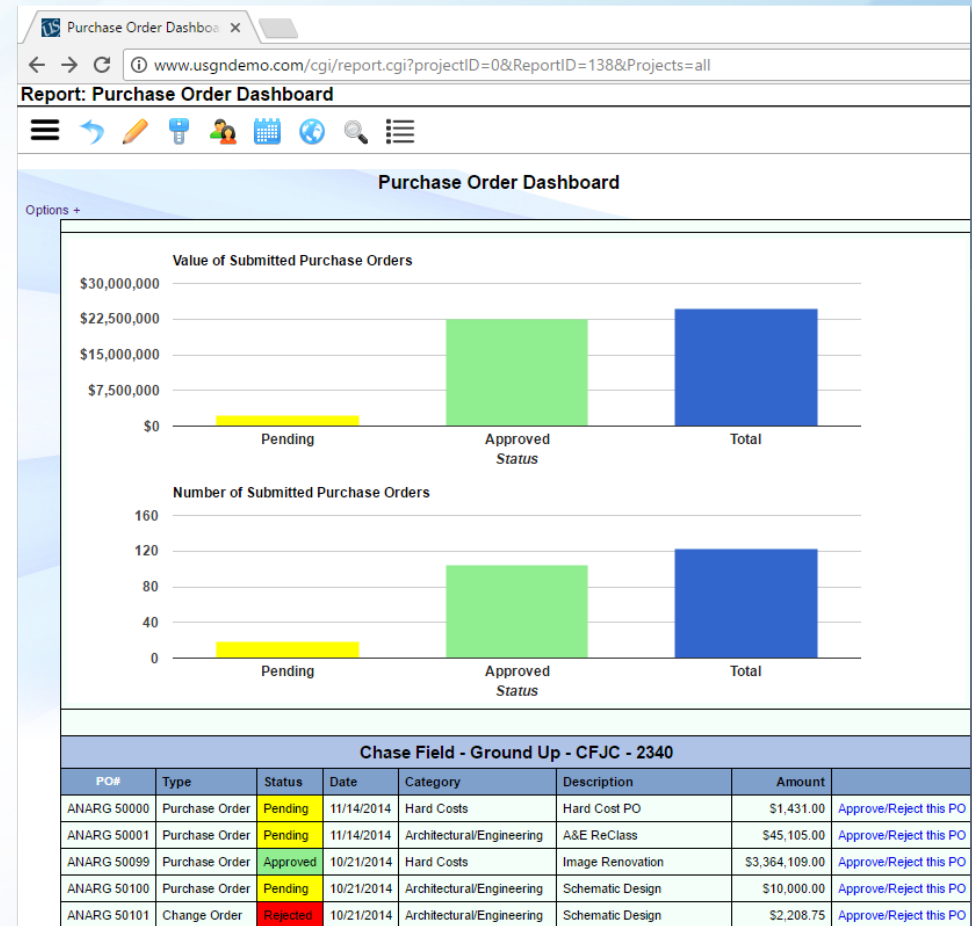 US Purchase Order Dashboa x
www.usgndemo.com/cgi/report.cgi?projectID=0&ReportID=138&Projects=all
Report: Purchase Order Dashboard
Purchase Order Dashboard
Options +
Value of Submitted Purchase Orders
$30,000,000
$22,500,000
$15,000,000
$7,500,000
$0
Pending Approved Total
Status
Number of Submitted Purchase Orders
160
120
80
40
0
Pending Approved Total
Status
Chase Field - Ground Up - CFJC - 2340
PO# Type Status Date Category Description Amount
ANARG 50000 Purchase Order Pending 11/14/2014 Hard Costs Hard Cost PO $1,431.00 Approve/Reject this PO
ANARG 50001 Purchase Order Pending 11/14/2014 Architectural/Engineering A&E ReClass $45,105.00 Approve/Reject this PO
ANARG 50099 Purchase Order Approved 10/21/2014 Hard Costs Image Renovation $3,364,109.00 Approve/Reject this PO
ANARG 50100 Purchase Order Pending 10/21/2014 Architectural/Engineering Schematic Design $10,000.00 Approve/Reject this PO
ANARG 50101 Change Order Rejected 10/21/2014 Architectural/Engineering Schematic Design $2,208.75 Approve/Reject this PO